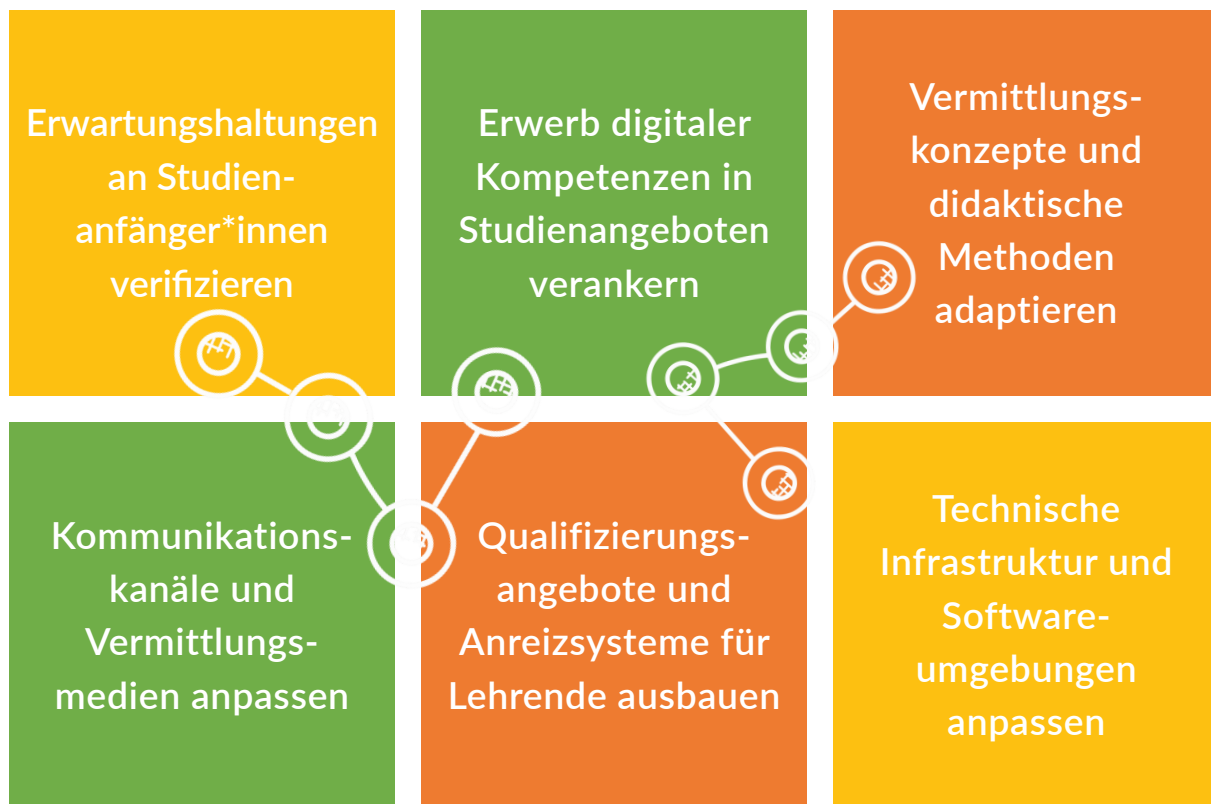 Erwartungshaltungen
an Studien-
anfänger*innen
verifizieren
Erwerb digitaler
Kompetenzen in
Studienangeboten
verankern
Vermittlungs-
konzepte und
didaktische
Methoden
adaptieren
Kommunikations-
kanäle und
Vermittlungs-
medien anpassen
Qualifizierungs-
angebote und
Anreizsysteme für
Lehrende ausbauen
Technische
Infrastruktur und
Software-
umgebungen
anpassen